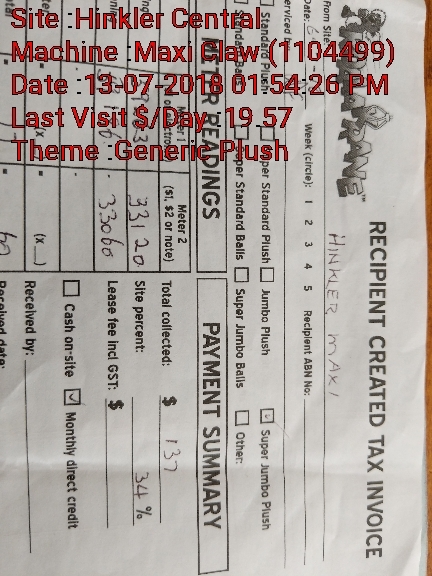 Site :Hinkler Central
Machine :Maxi Claw (1104499)
Date :13-07-2018 01:54:26 PM
Last Visit $/Day :19.57
Theme :Generic Plush
RECIPIENT CREATED TAX INVOICE
HINKLER MAXI
Week (circle): 1 2 3 4 5 Recipient ABN No:
Super Standard Plush Jumbo Plush Super Jumbo Plush
Super Standard Balls Super Jumbo Balls Other:
METER READINGS
PAYMENT SUMMARY
Meter 2
($1, $2 or note)
33120
33060
(x )
Total collected: $ 137
Site percent: 34%
Lease fee incl GST: $
Cash on-site Monthly direct credit
Received by:
Received date: